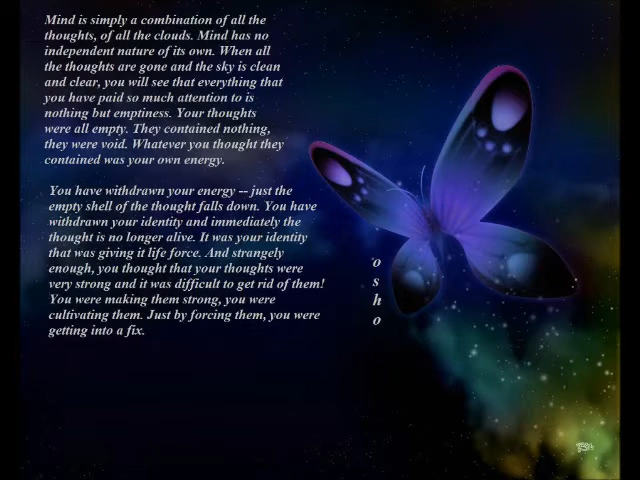 Mind is simply a combination of all the
thoughts, of all the clouds. Mind has no
independent nature of its own. When all
the thoughts are gone and the sky is clean
and clear, you will see that everything that
you have paid so much attention to is
nothing but emptiness. Your thoughts
were all empty. They contained nothing,
they were void. Whatever you thought they
contained was your own energy.
You have withdrawn your energy -- just the
empty shell of the thought falls down. You have
withdrawn your identity and immediately the
thought is no longer alive. It was your identity
that was giving it life force. And strangely
enough, you thought that your thoughts were
very strong and it was difficult to get rid of them!
You were making them strong, you were
cultivating them. Just by forcing them, you were
getting into a fix.
osho